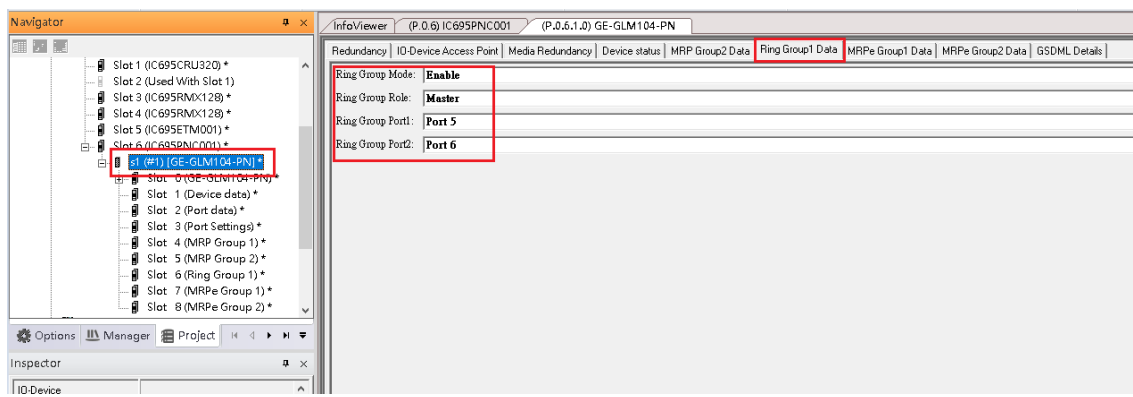 Navigator
Slot 1 (IC695CRU320) *
Slot 2 (Used With Slot 1)
Slot 3 (IC695RMX128) *
Slot 4 (IC695RMX128) *
Slot 5 (IC695ETM001) *
Slot 6 (IC695PNC001) *
s1 (#1) [GE-GLM104-PN] *
Slot 0 (GE-GLM104-PN) *
Slot 1 (Device data) *
Slot 2 (Port data) *
Slot 3 (Port Settings) *
Slot 4 (MRP Group 1) *
Slot 5 (MRP Group 2) *
Slot 6 (Ring Group 1) *
Slot 7 (MRPe Group 1) *
Slot 8 (MRPe Group 2) *
Options Manager Project
Inspector
IO-Device
InfoViewer (P.0.6) IC695PNC001 (P.0.6.1.0) GE-GLM104-PN
Redundancy IO-Device Access Point Media Redundancy Device status MRP Group2 Data Ring Group1 Data MRPe Group1 Data MRPe Group2 Data GSDML Details
Ring Group Mode: Enable
Ring Group Role: Master
Ring Group Port1: Port 5
Ring Group Port2: Port 6